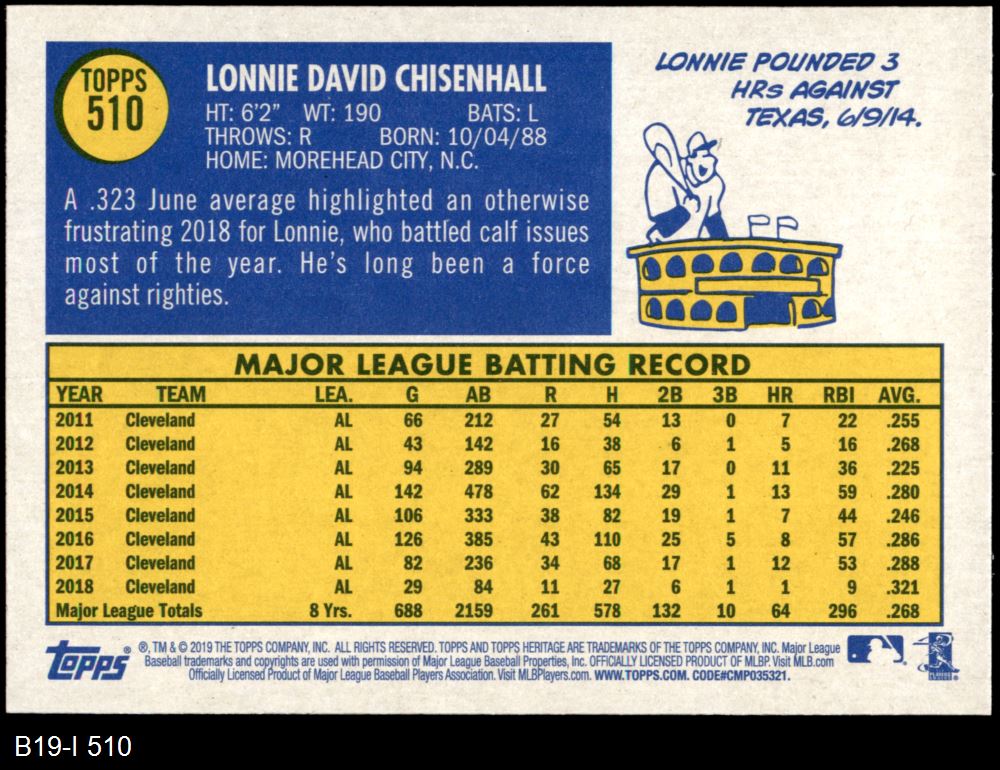 TOPPS
510
LONNIE DAVID CHISENHALL
HT: 6'2" WT: 190 BATS: L
THROWS: R BORN: 10/04/88
HOME: MOREHEAD CITY, N.C.
A .323 June average highlighted an otherwise
frustrating 2018 for Lonnie, who battled calf issues
most of the year. He's long been a force
against righties.
LONNIE POUNDED 3
HRs AGAINST
TEXAS, 6/9/14.
MAJOR LEAGUE BATTING RECORD
YEAR TEAM LEA. G AB R H 2B 3B HR RBI AVG.
2011 Cleveland AL 66 212 27 54 13 0 7 22 .255
2012 Cleveland AL 43 142 16 38 6 1 5 16 .268
2013 Cleveland AL 94 289 30 65 17 0 11 36 .225
2014 Cleveland AL 142 478 62 134 29 1 13 59 .280
2015 Cleveland AL 106 333 38 82 19 1 7 44 .246
2016 Cleveland AL 126 385 43 110 25 5 8 57 .286
2017 Cleveland AL 82 236 34 68 17 1 12 53 .288
2018 Cleveland AL 29 84 11 27 6 1 1 9 .321
Major League Totals 8 Yrs. 688 2159 261 578 132 10 64 296 .268
Topps ® ®, TM & © 2019 THE TOPPS COMPANY, INC. ALL RIGHTS RESERVED. TOPPS AND TOPPS HERITAGE ARE TRADEMARKS OF THE TOPPS COMPANY, INC. Major League
Baseball trademarks and copyrights are used with permission of Major League Baseball Properties, Inc. OFFICIALLY LICENSED PRODUCT OF MLBP. Visit MLB.com
Officially Licensed Product of Major League Baseball Players Association. Visit MLBPlayers.com. WWW.TOPPS.COM. CODE#CMP035321.
B19-I 510